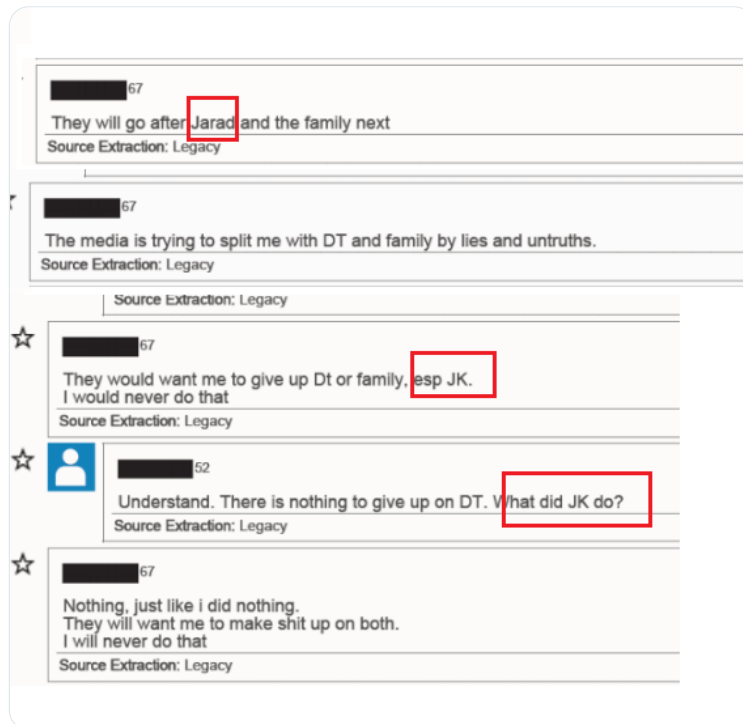 67
They will go after Jarad and the family next
Source Extraction: Legacy
67
The media is trying to split me with DT and family by lies and untruths.
Source Extraction: Legacy
Source Extraction: Legacy
67
They would want me to give up Dt or family, esp JK.
I would never do that
Source Extraction: Legacy
52
Understand. There is nothing to give up on DT. What did JK do?
Source Extraction: Legacy
67
Nothing, just like i did nothing.
They will want me to make shit up on both.
I will never do that
Source Extraction: Legacy